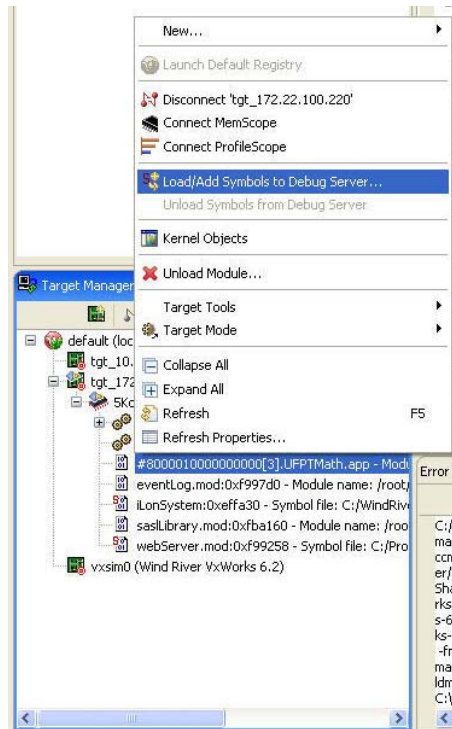 New...
Launch Default Registry
Disconnect 'tgt_172.22.100.220'
Connect MemScope
Connect ProfileScope
Load/Add Symbols to Debug Server...
Unload Symbols from Debug Server
Kernel Objects
Unload Module...
Target Tools
Target Mode
Collapse All
Expand All
Refresh F5
Refresh Properties...
Target Manager
default (loc
tgt_10.
tgt_172
5Kc
#8000010000000000[3].UFPTMath.app - Modu
eventLog.mod:0xf997d0 - Module name: /root/
iLonSystem:0xeffa30 - Symbol file: C:/WindRive
saslLibrary.mod:0xfba160 - Module name: /roo
webServer.mod:0xf99258 - Symbol file: C:/Pro
vxsim0 (Wind River VxWorks 6.2)
Error
C:/
ma
ccm
er/
Sha
rks
s-6
ks-
-fr
ma
ldm
C:\